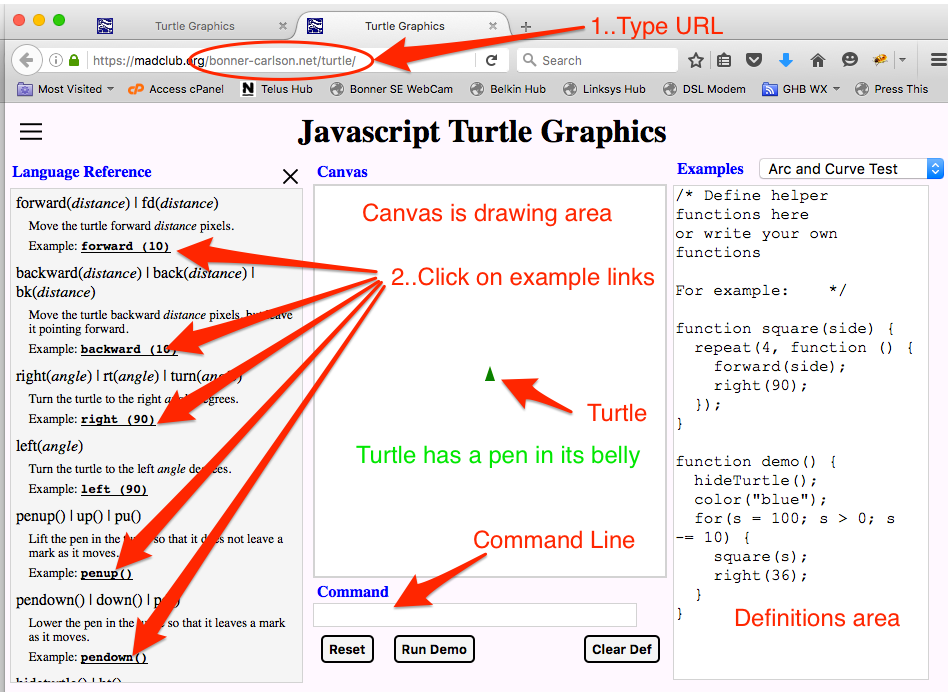 Turtle Graphics
Turtle Graphics
1..Type URL
https://madclub.org/bonner-carlson.net/turtle/
Search
Most Visited
cP Access cPanel
N Telus Hub
Bonner SE WebCam
Belkin Hub
Linksys Hub
DSL Modem
GHB WX
Press This
Javascript Turtle Graphics
Language Reference
forward(distance) | fd(distance)
Move the turtle forward distance pixels.
Example: forward (10)
backward(distance) | back(distance) |
bk(distance)
Move the turtle backward distance pixels, but leave
it pointing forward.
Example: backward (10)
right(angle) | rt(angle) | turn(angle)
Turn the turtle to the right angle degrees.
Example: right (90)
left(angle)
Turn the turtle to the left angle degrees.
Example: left (90)
penup() | up() | pu()
Lift the pen in the turtle so that it does not leave a
mark as it moves.
Example: penup()
pendown() | down() | pd()
Lower the pen in the turtle so that it leaves a mark
as it moves.
Example: pendown()
hideturtle() | ht()
Canvas
Canvas is drawing area
2..Click on example links
Turtle
Turtle has a pen in its belly
Command Line
Command
Reset
Run Demo
Clear Def
Examples
Arc and Curve Test
/* Define helper
functions here
or write your own
functions
For example:    */
function square(side) {
  repeat(4, function () {
    forward(side);
    right(90);
  });
}
function demo() {
  hideTurtle();
  color("blue");
  for(s = 100; s > 0; s
-= 10) {
    square(s);
    right(36);
  }
}
Definitions area